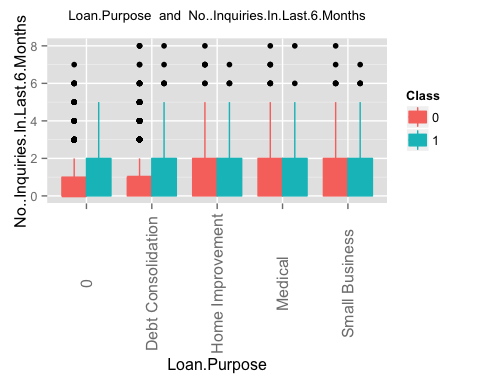 Loan.Purpose and No..Inquiries.In.Last.6.Months
No..Inquiries.In.Last.6.Months
8
6
4
2
0
0
Debt Consolidation
Home Improvement
Medical
Small Business
Loan.Purpose
Class
0
1